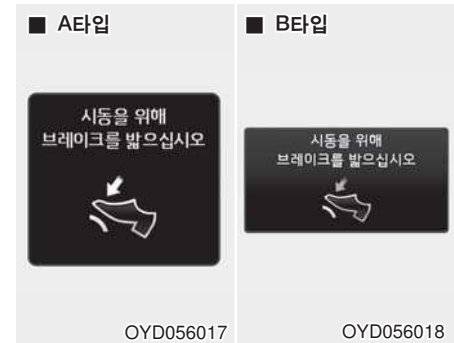 ■ A타입
시동을 위해
브레이크를 밟으십시오
OYD056017
■ B타입
시동을 위해
브레이크를 밟으십시오
OYD056018